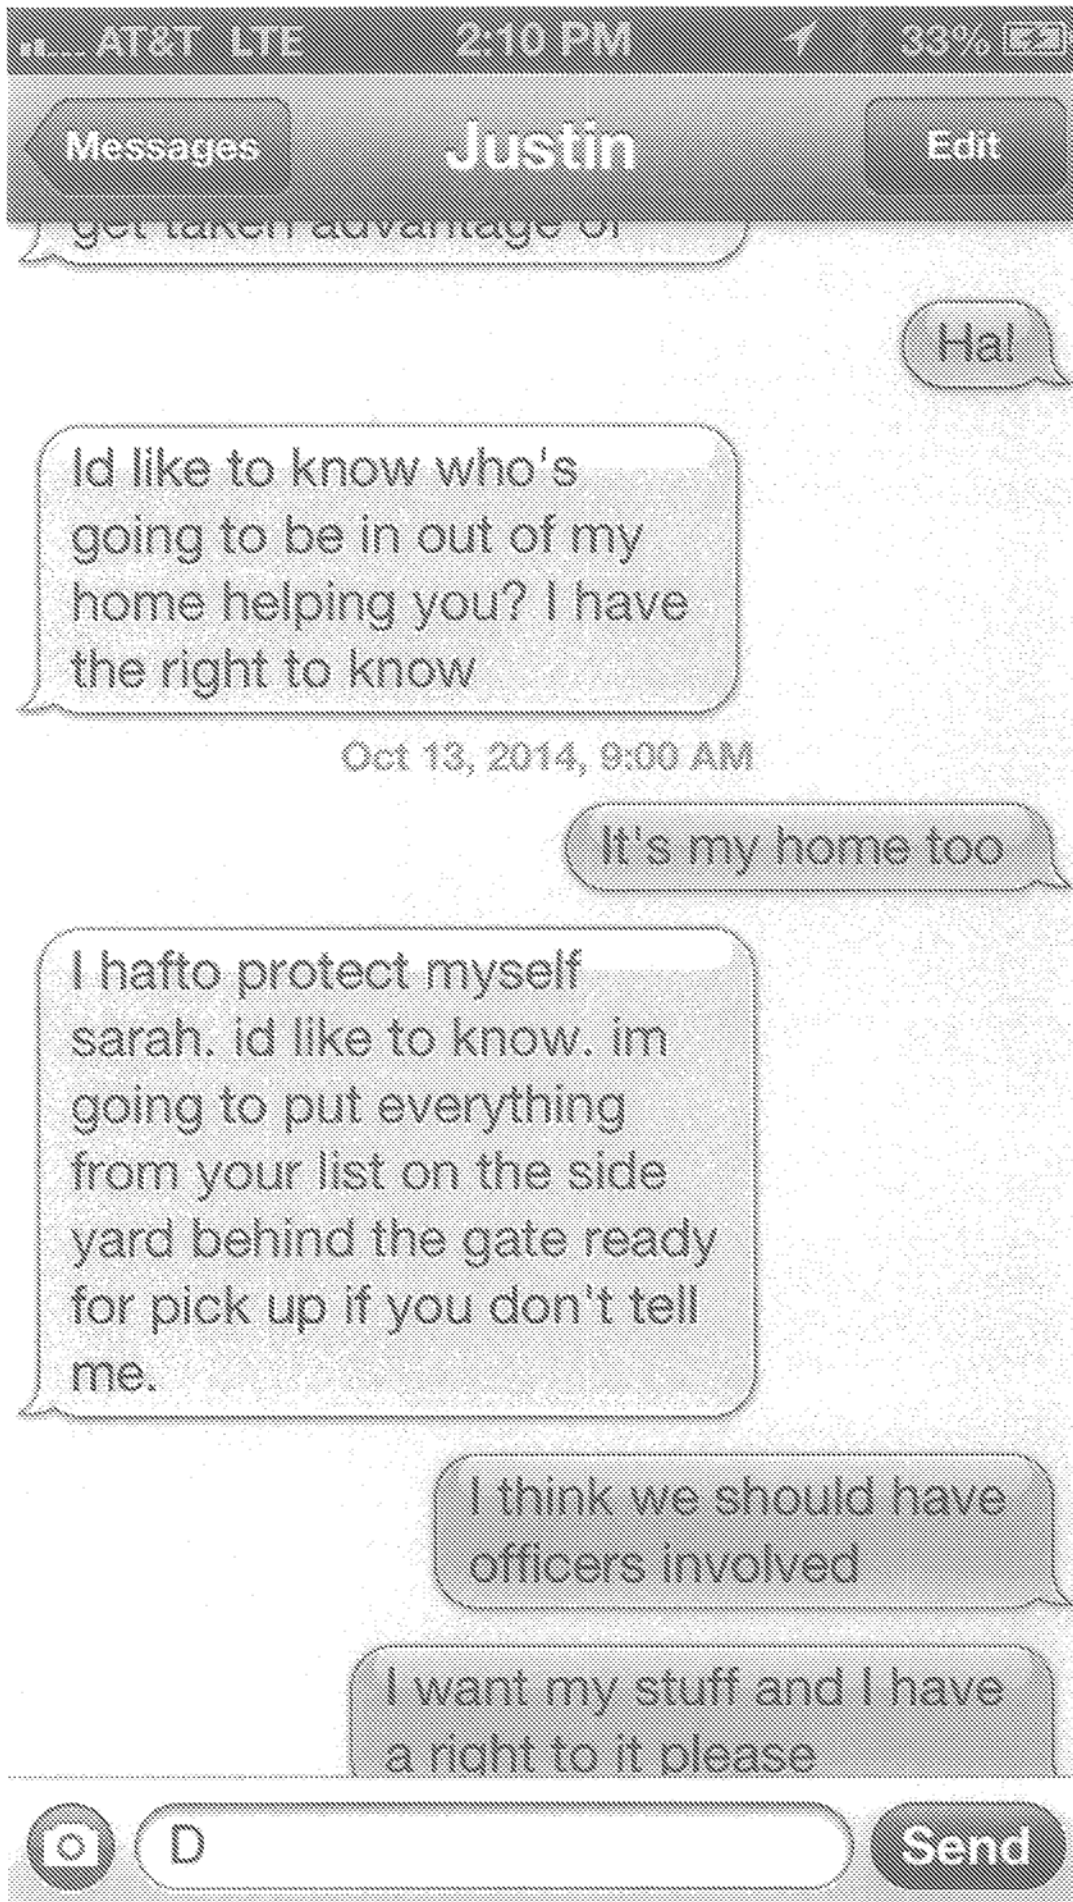 AT&T LTE 2:10 PM 33%
Messages Justin Edit
get taken advantage of
Ha!
Id like to know who's
going to be in out of my
home helping you? I have
the right to know
Oct 13, 2014, 9:00 AM
It's my home too
I hafto protect myself
sarah. id like to know. im
going to put everything
from your list on the side
yard behind the gate ready
for pick up if you don't tell
me.
I think we should have
officers involved
I want my stuff and I have
a right to it please
D Send